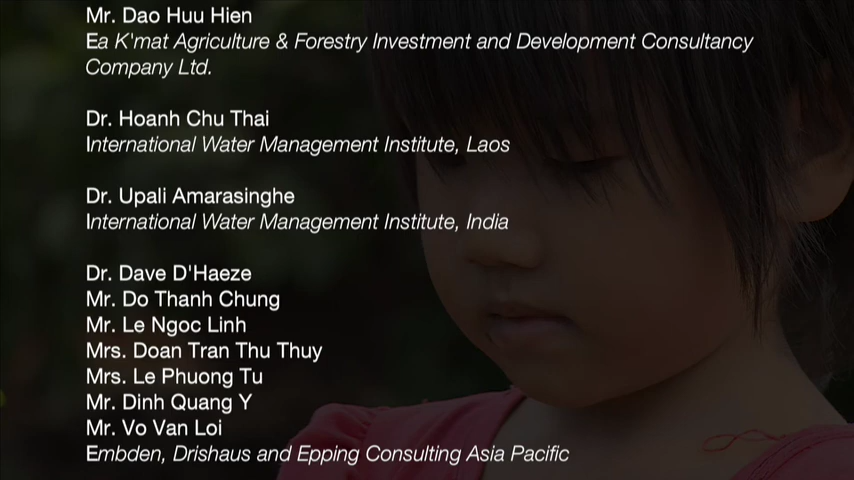 Mr. Dao Huu Hien
Ea K'mat Agriculture & Forestry Investment and Development Consultancy
Company Ltd.
Dr. Hoanh Chu Thai
International Water Management Institute, Laos
Dr. Upali Amarasinghe
International Water Management Institute, India
Dr. Dave D'Haeze
Mr. Do Thanh Chung
Mr. Le Ngoc Linh
Mrs. Doan Tran Thu Thuy
Mrs. Le Phuong Tu
Mr. Dinh Quang Y
Mr. Vo Van Loi
Embden, Drishaus and Epping Consulting Asia Pacific